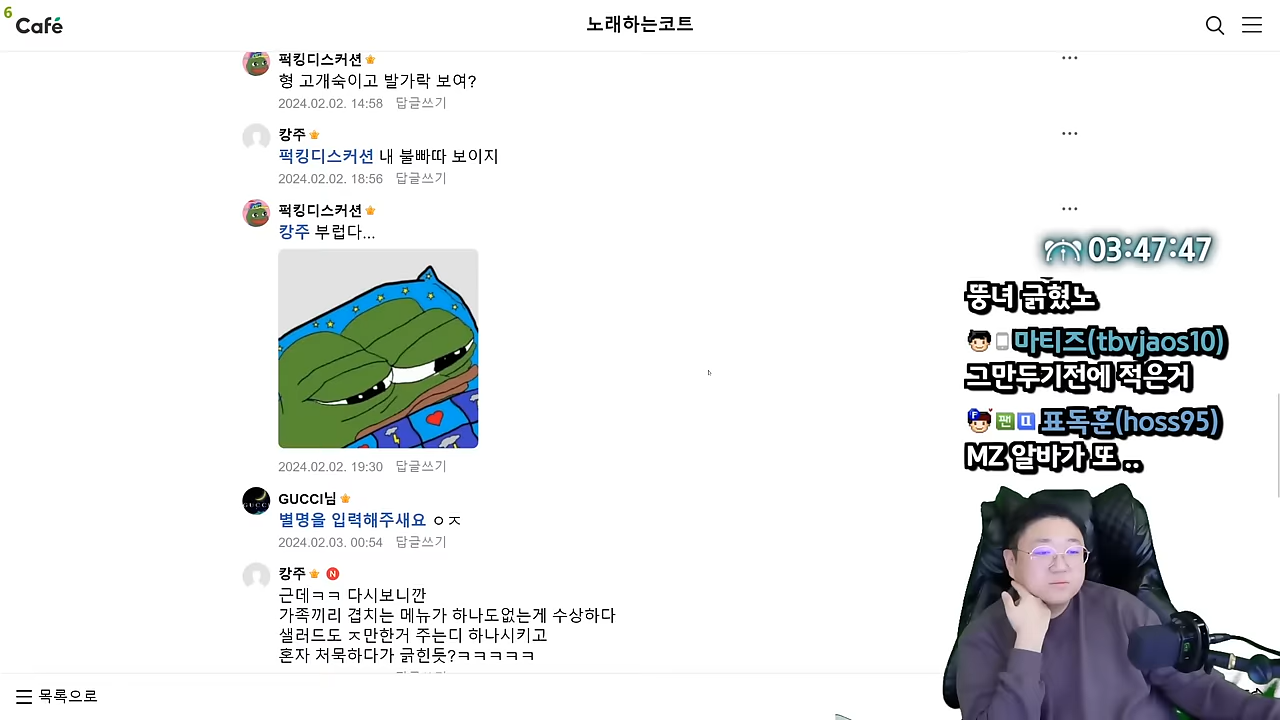 6
Café
노래하는코트
퍽킹디스커션
형 고개숙이고 발가락 보여?
2024.02.02. 14:58 답글쓰기
캉주
퍽킹디스커션 내 불빠따 보이지
2024.02.02. 18:56 답글쓰기
퍽킹디스커션
캉주 부럽다...
2024.02.02. 19:30 답글쓰기
GUCCI님
별명을 입력해주새요 ㅇㅈ
2024.02.03. 00:54 답글쓰기
캉주 N
근데ㅋㅋ 다시보니깐
가족끼리 겹치는 메뉴가 하나도없는게 수상하다
샐러드도 ㅈ만한거 주는디 하나시키고
혼자 처묵하다가 긁힌듯?ㅋㅋㅋㅋㅋ
목록으로
03:47:47
뚱녀 긁혔노
마티즈(tbvjaos10)
그만두기전에 적은거
팬 표독훈(hoss95)
MZ 알바가 또 ..